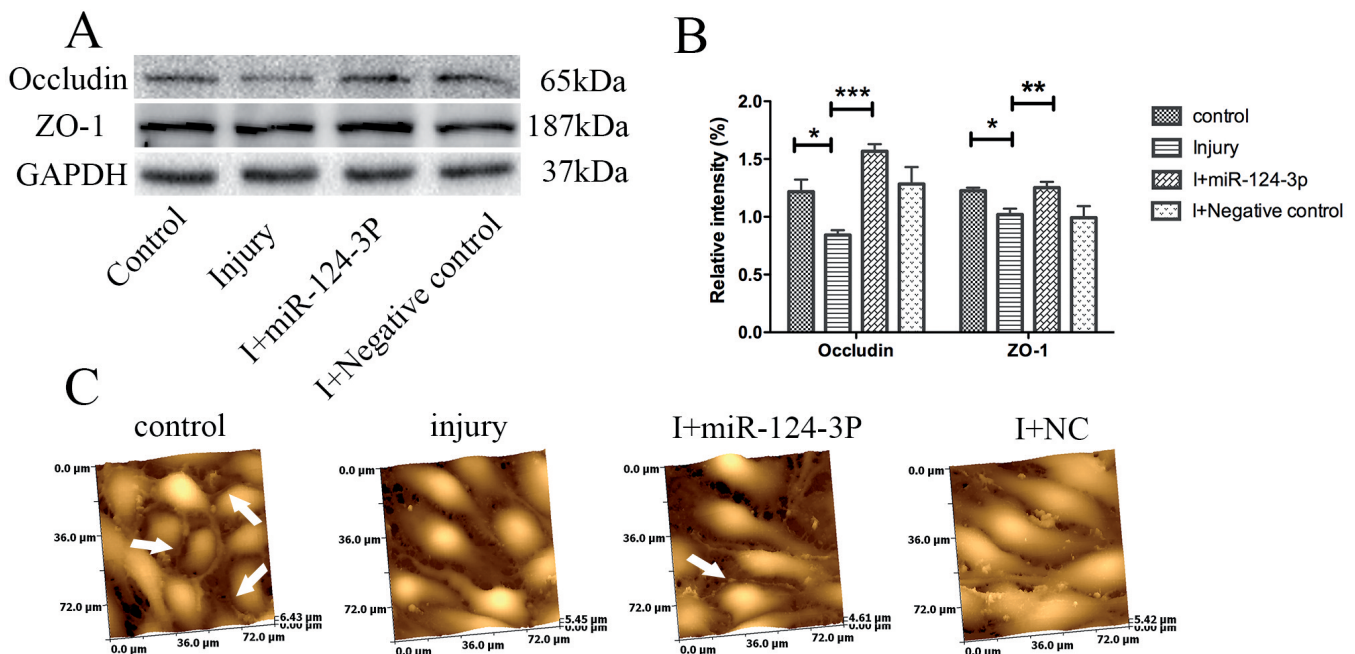 A
Occludin 65kDa
ZO-1 187kDa
GAPDH 37kDa
Control
Injury
I+miR-124-3P
I+Negative control
B
Relative intensity (%)
2.0
1.5
1.0
0.5
0.0
* *** * **
Occludin ZO-1
control
Injury
I+miR-124-3p
I+Negative control
C
control injury I+miR-124-3P I+NC
0.0 µm
36.0 µm
72.0 µm
0.0 µm
36.0 µm
72.0 µm
6.43 µm
0.00 µm
0.0 µm
36.0 µm
72.0 µm
0.0 µm
36.0 µm
72.0 µm
5.45 µm
0.00 µm
0.0 µm
36.0 µm
72.0 µm
0.0 µm
36.0 µm
72.0 µm
4.61 µm
0.00 µm
0.0 µm
36.0 µm
72.0 µm
0.0 µm
36.0 µm
72.0 µm
5.42 µm
0.00 µm